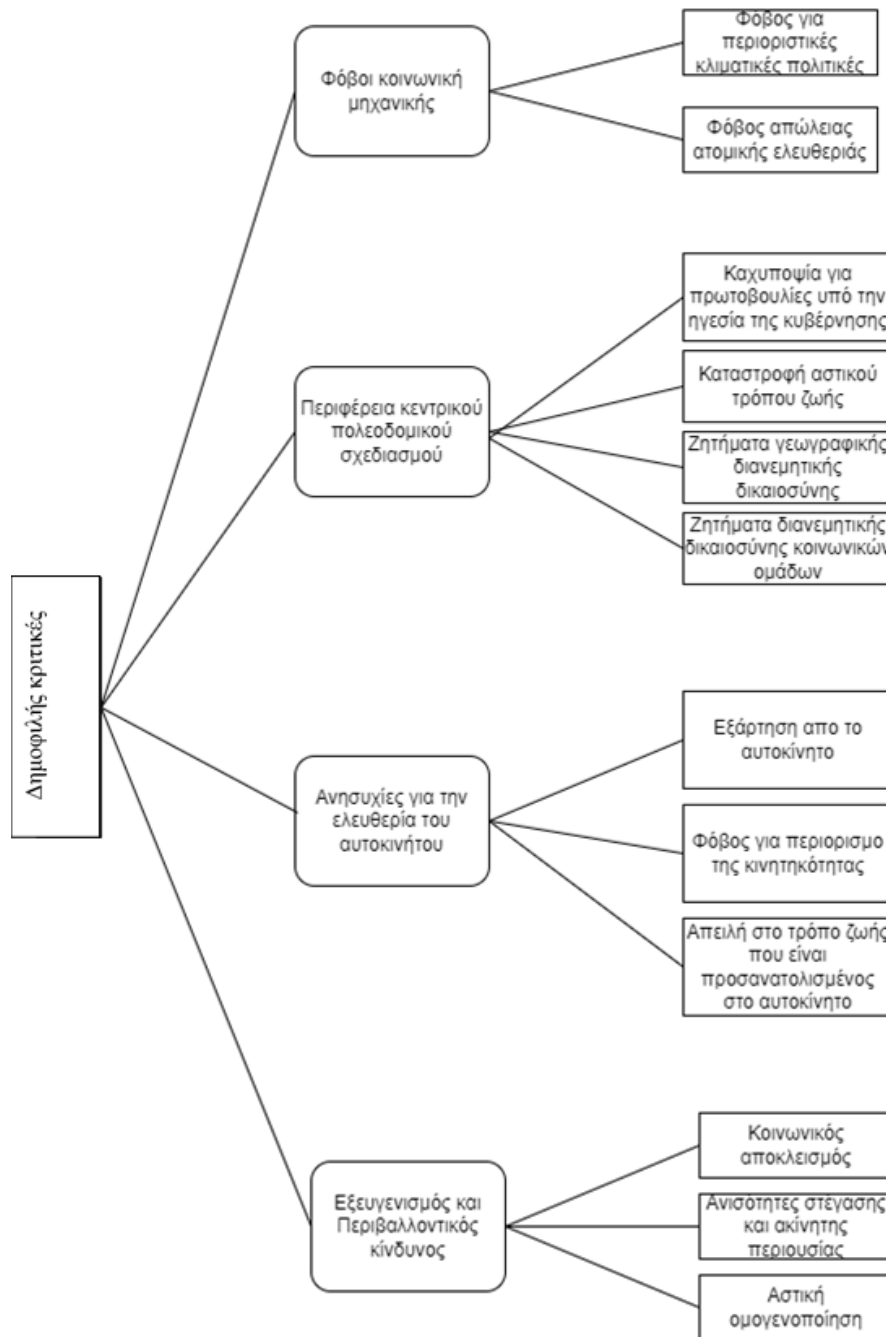 Δημοφιλής κριτικές
Φόβοι κοινωνική
μηχανικής
Φόβος για
περιοριστικές
κλιματικές πολιτικές
Φόβος απώλειας
ατομικής ελευθεριάς
Περιφέρεια κεντρικού
πολεοδομικού
σχεδιασμού
Καχυποψία για
πρωτοβουλίες υπό την
ηγεσία της κυβέρνησης
Καταστροφή αστικού
τρόπου ζωής
Ζητήματα γεωγραφικής
διανεμητικής
δικαιοσύνης
Ζητήματα διανεμητικής
δικαιοσύνης κοινωνικών
ομάδων
Ανησυχίες για την
ελευθερία του
αυτοκινήτου
Εξάρτηση απο το
αυτοκίνητο
Φόβος για περιορισμο
της κινητηκότητας
Απειλή στο τρόπο ζωής
που είναι
προσανατολισμένος
στο αυτοκίνητο
Εξευγενισμός και
Περιβαλλοντικός
κίνδυνος
Κοινωνικός
αποκλεισμός
Ανισότητες στέγασης
και ακίνητης
περιουσίας
Αστική
ομογενοποίηση